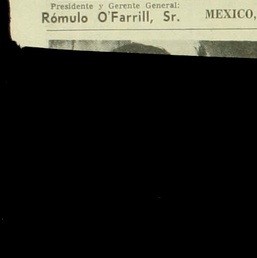 Presidente y Gerente General:
Rómulo O'Farrill, Sr. MEXICO,